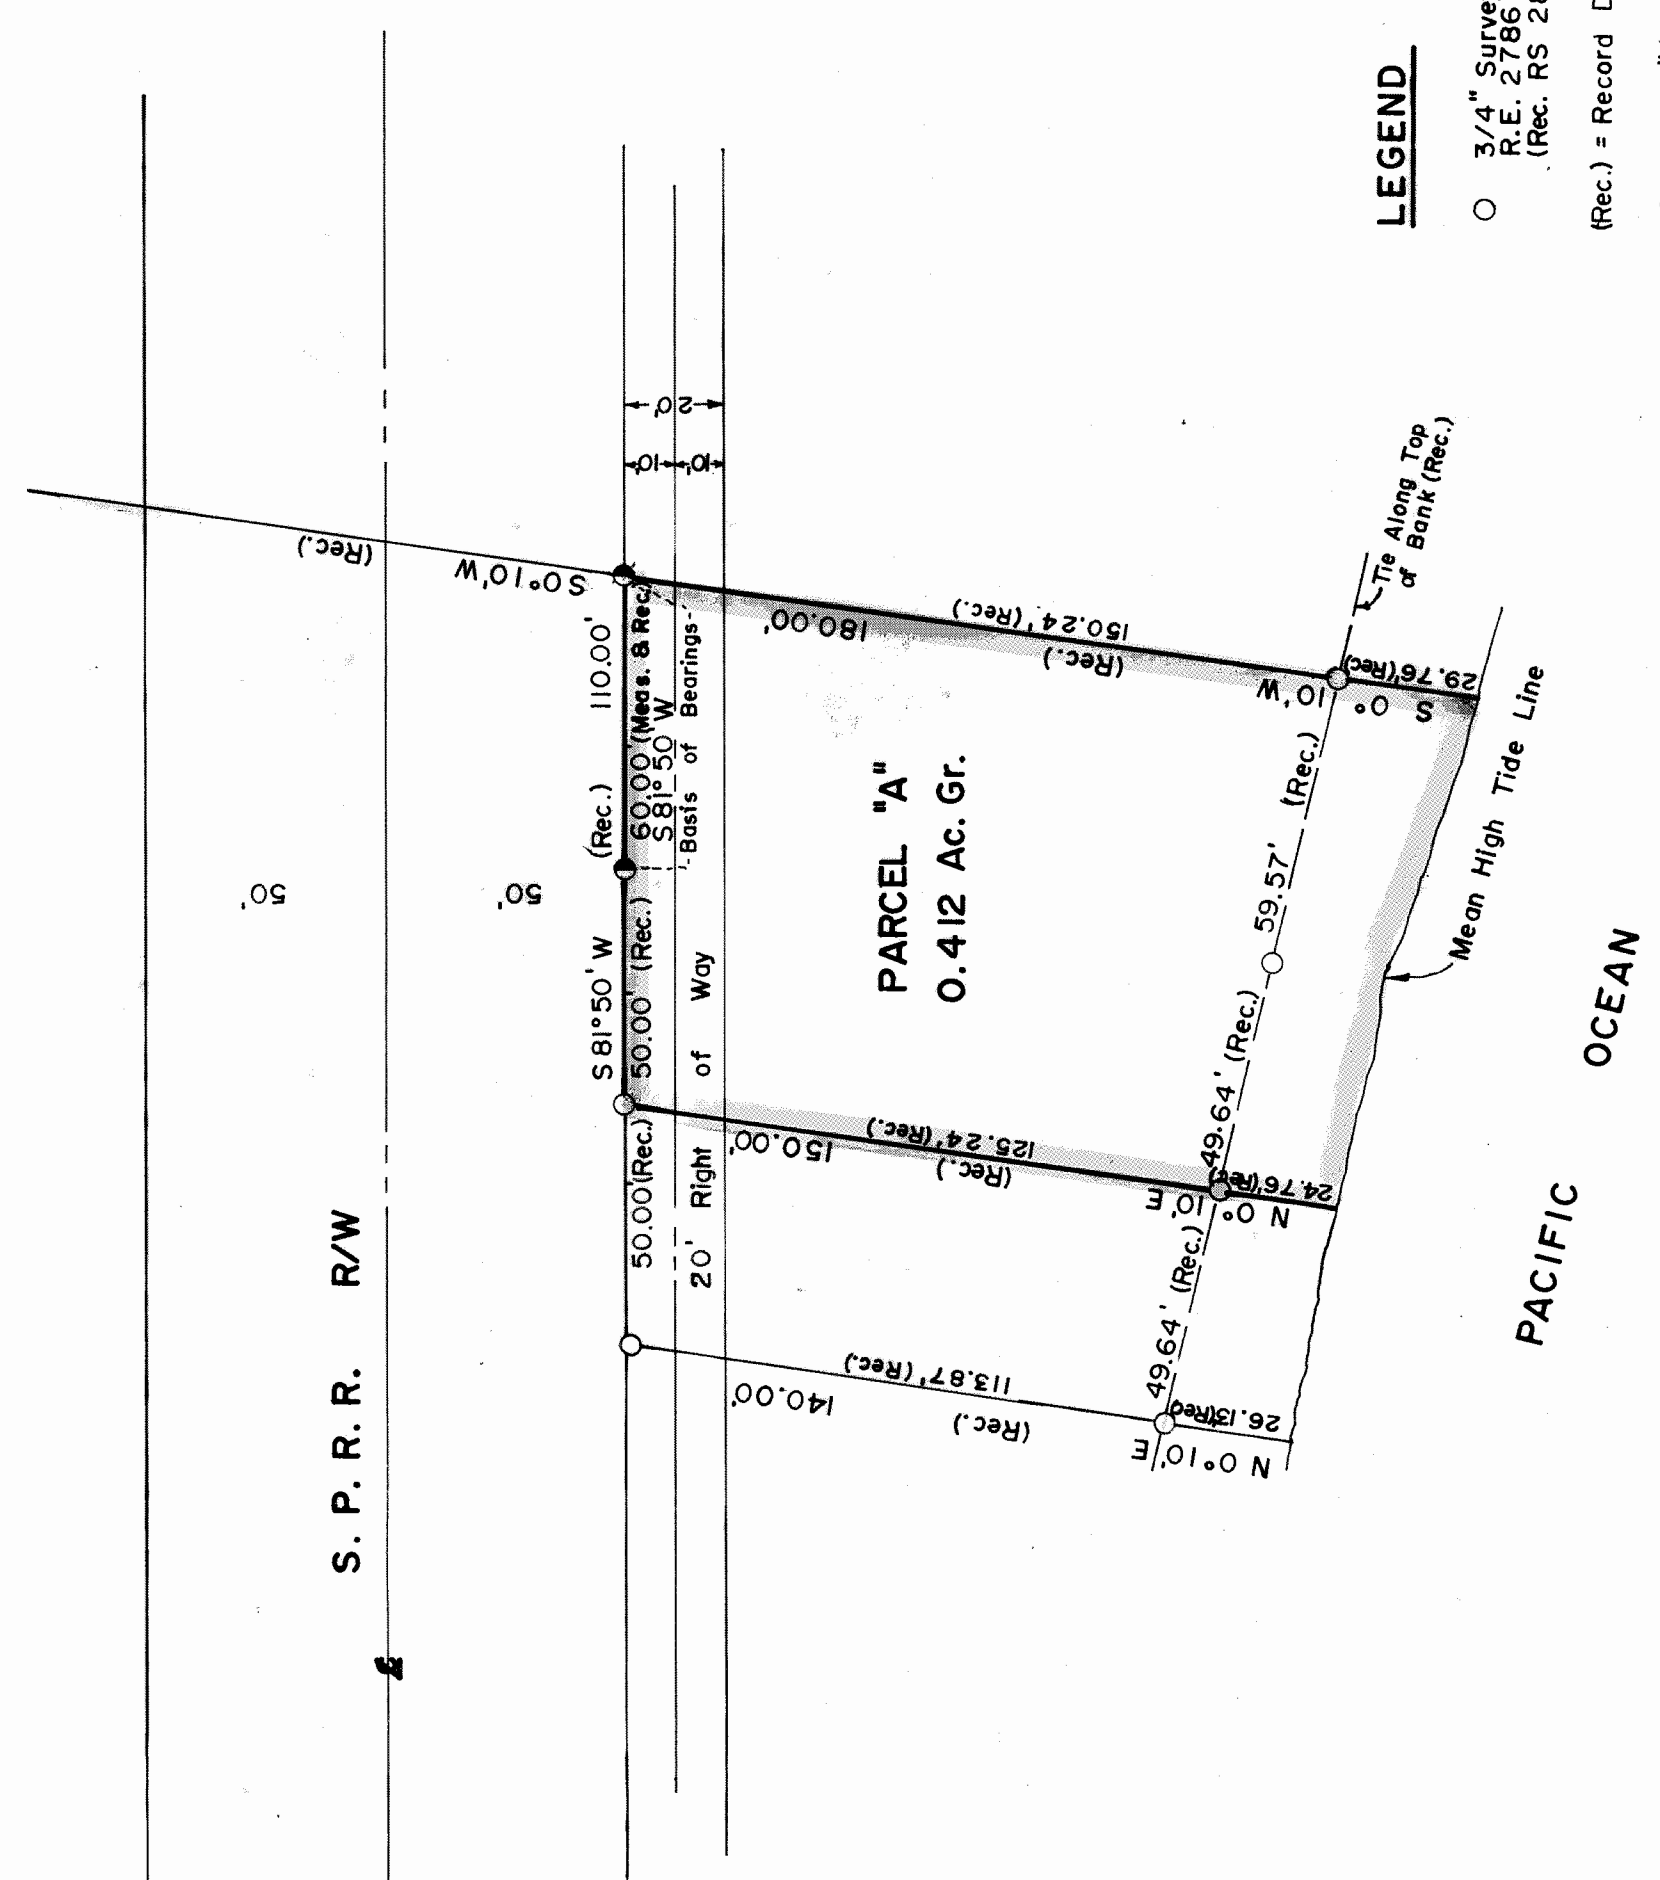 S. P. R. R. R/W
50'
50'
(Rec.)
S 0°10' W
S 81°50' W (Rec.) 110.00'
50.00' (Rec.) 50.00' (Rec.) 60.00' (Meas. & Rec.)
S 81° 50' W
Basis of Bearings
20' Right of Way
10'
10'
20'
180.00'
(Rec.)
150.24' (Rec.)
S 0° 10' W
29.76' (Rec.)
150.00'
(Rec.)
125.24' (Rec.)
N 0° 10' E
24.76' (Rec.)
140.00'
(Rec.)
113.87' (Rec.)
N 0°10' E
26.13' (Rec.)
PARCEL "A"
0.412 Ac. Gr.
49.64' (Rec.) 49.64' (Rec.) 59.57' (Rec.)
Tie Along Top
of Bank (Rec.)
Mean High Tide Line
PACIFIC OCEAN
LEGEND
3/4" Surve
R.E. 2786
(Rec. RS 28
(Rec.) = Record D